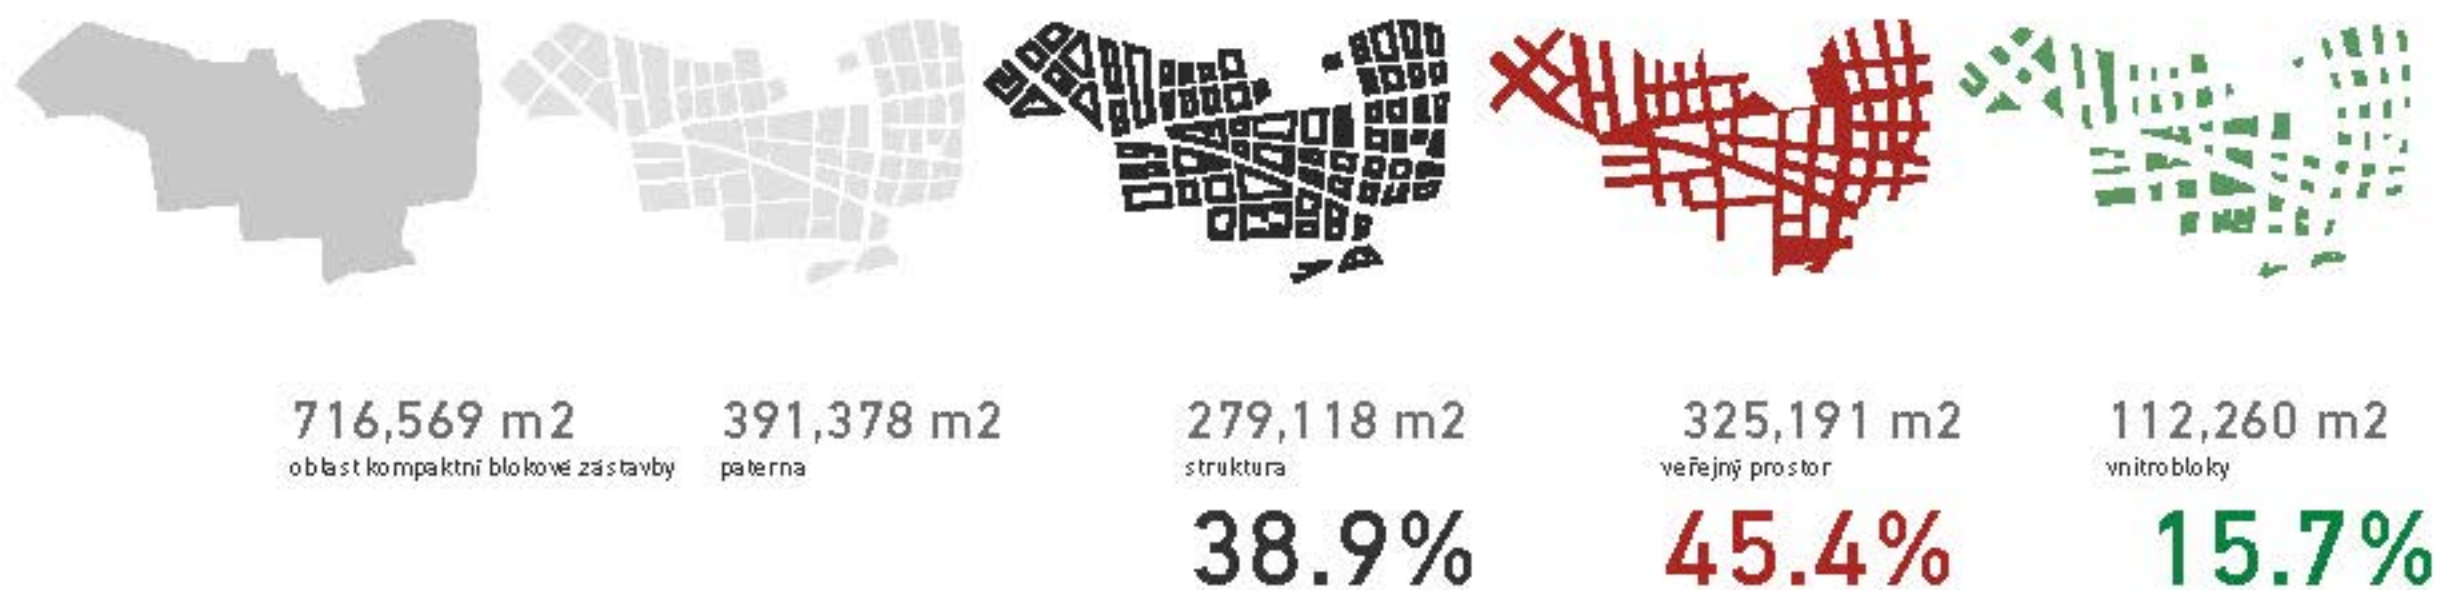 716,569 m2
oblast kompaktní blokové zástavby
391,378 m2
paterna
279,118 m2
struktura
38.9%
325,191 m2
veřejný prostor
45.4%
112,260 m2
vnitrobloky
15.7%